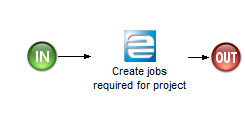 IN
OUT
Create jobs
required for project